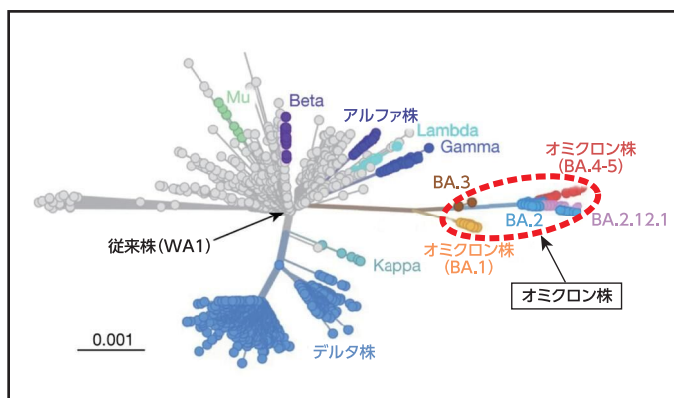 Mu
Beta
アルファ株
Lambda
Gamma
オミクロン株
(BA.4-5)
BA.3
BA.2
BA.2.12.1
従来株(WA1)
オミクロン株
(BA.1)
Kappa
オミクロン株
0.001
デルタ株